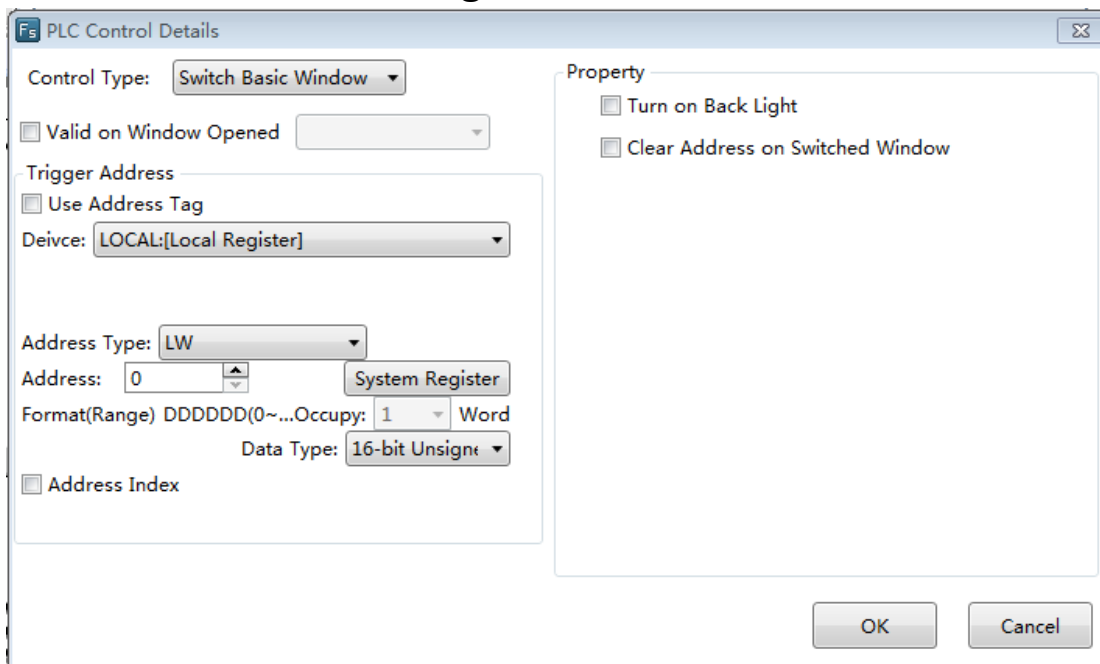 Fs PLC Control Details
Control Type: Switch Basic Window
Valid on Window Opened
Trigger Address
Use Address Tag
Deivce: LOCAL:[Local Register]
Address Type: LW
Address: 0 System Register
Format(Range) DDDDDD(0~...Occupy: 1 Word
Data Type: 16-bit Unsigne
Address Index
Property
Turn on Back Light
Clear Address on Switched Window
OK Cancel